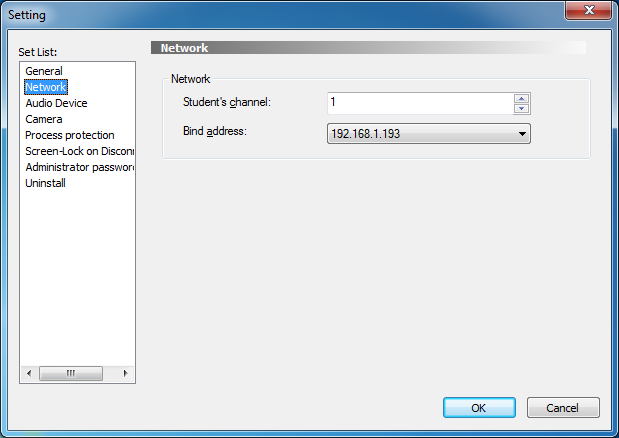 Setting
Set List:
General
Network
Audio Device
Camera
Process protection
Screen-Lock on Disconn
Administrator password
Uninstall
Network
Network
Student's channel:
1
Bind address:
192.168.1.193
OK
Cancel